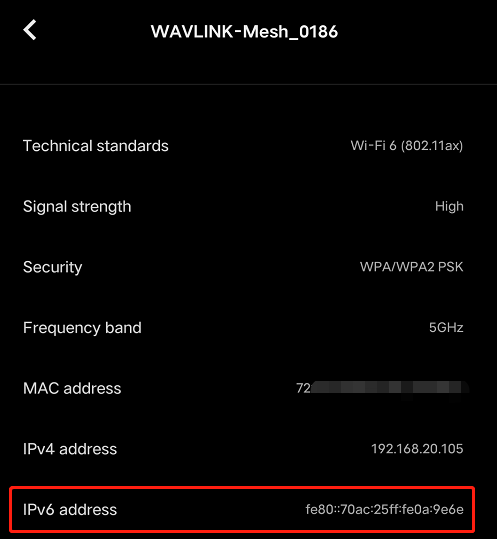 WAVLINK-Mesh_0186
Technical standards Wi-Fi 6 (802.11ax)
Signal strength High
Security WPA/WPA2 PSK
Frequency band 5GHz
MAC address 72
IPv4 address 192.168.20.105
IPv6 address fe80::70ac:25ff:fe0a:9e6e